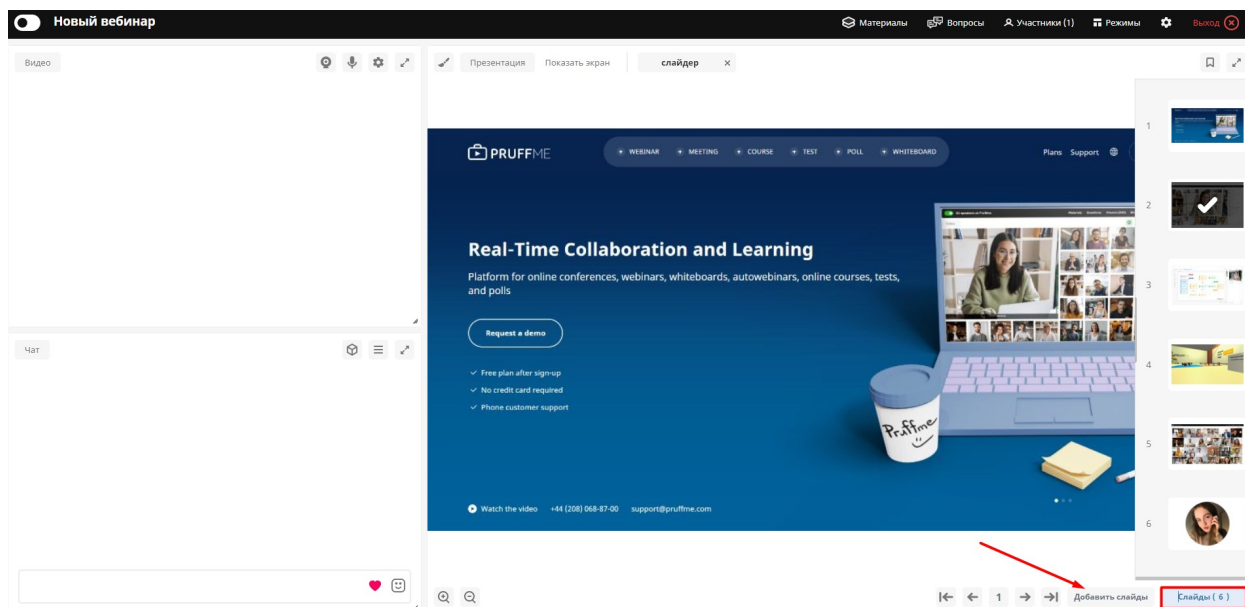 Новый вебинар
Материалы Вопросы Участники (1) Режимы Выход
Видео
Презентация Показать экран слайдер
PRUFFME WEBINAR MEETING COURSE TEST POLL WHITEBOARD Plans Support
Real-Time Collaboration and Learning
Platform for online conferences, webinars, whiteboards, autowebinars, online courses, tests,
and polls
Request a demo
Free plan after sign-up
No credit card required
Phone customer support
Pruffme
Watch the video +44 (208) 068-87-00 support@pruffme.com
1
2
3
4
5
6
Чат
1 Добавить слайды Слайды ( 6 )